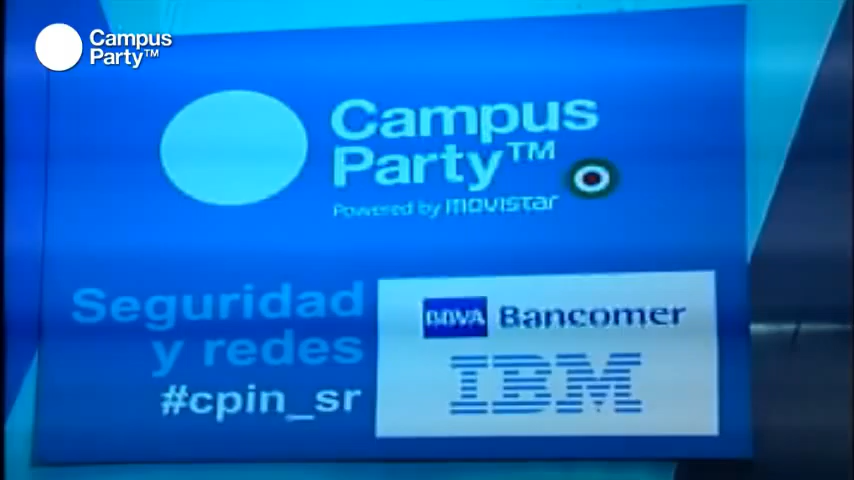 Campus
Party™
Campus
Party™
Powered by movistar
Seguridad
y redes
#cpin_sr
BBVA Bancomer
IBM